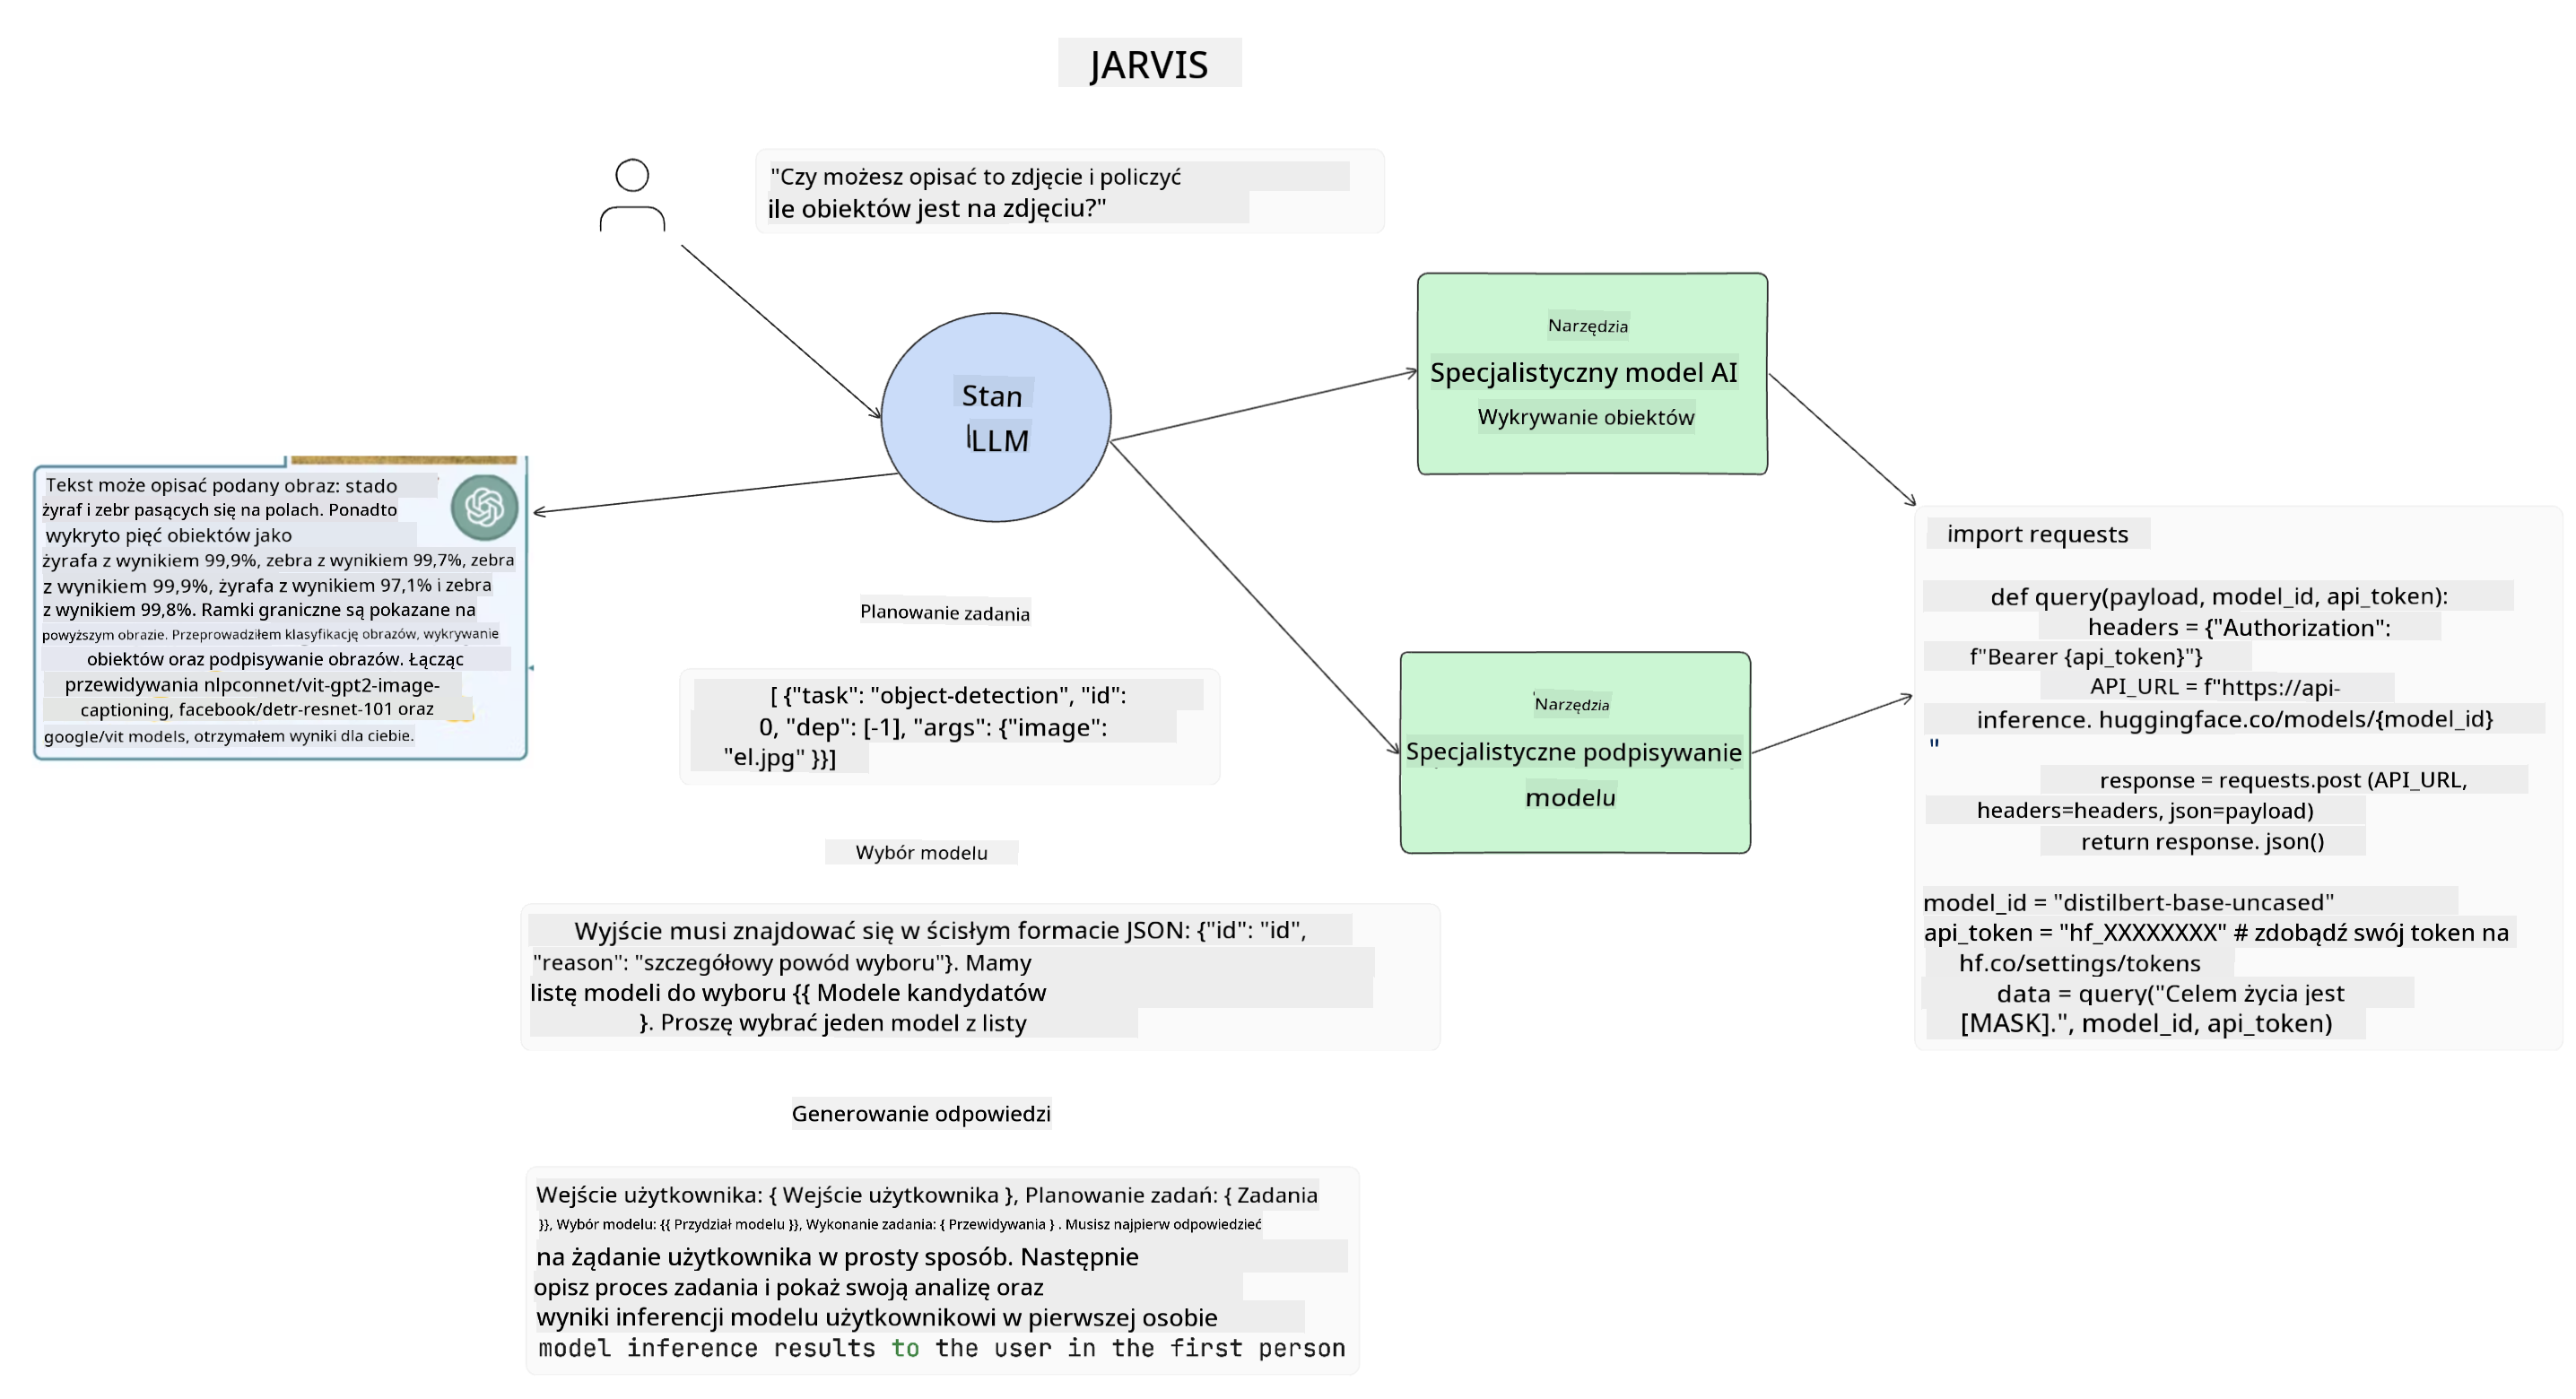 JARVIS
"Czy możesz opisać to zdjęcie i policzyć
ile obiektów jest na zdjęciu?"
Stan
LLM
Narzędzia
Specjalistyczny model AI
Wykrywanie obiektów
Tekst może opisać podany obraz: stado
żyraf i zebr pasących się na polach. Ponadto
wykryto pięć obiektów jako
żyrafa z wynikiem 99,9%, zebra z wynikiem 99,7%, zebra
z wynikiem 99,9%, żyrafa z wynikiem 97,1% i zebra
z wynikiem 99,8%. Ramki graniczne są pokazane na
powyższym obrazie. Przeprowadziłem klasyfikację obrazów, wykrywanie
obiektów oraz podpisywanie obrazów. Łącząc
przewidywania nlpconnet/vit-gpt2-image-
captioning, facebook/detr-resnet-101 oraz
google/vit models, otrzymałem wyniki dla ciebie.
Planowanie zadania
[ {"task": "object-detection", "id":
0, "dep": [-1], "args": {"image":
"el.jpg" }}]
Narzędzia
Specjalistyczne podpisywanie
modelu
import requests
def query(payload, model_id, api_token):
headers = {"Authorization":
f"Bearer {api_token}"}
API_URL = f"https://api-
inference. huggingface.co/models/{model_id}
"
response = requests.post (API_URL,
headers=headers, json=payload)
return response. json()
model_id = "distilbert-base-uncased"
api_token = "hf_XXXXXXXX" # zdobądź swój token na
hf.co/settings/tokens
data = query("Celem życia jest
[MASK].", model_id, api_token)
Wybór modelu
Wyjście musi znajdować się w ścisłym formacie JSON: {"id": "id",
"reason": "szczegółowy powód wyboru"}. Mamy
listę modeli do wyboru {{ Modele kandydatów
}. Proszę wybrać jeden model z listy
Generowanie odpowiedzi
Wejście użytkownika: { Wejście użytkownika }, Planowanie zadań: { Zadania
}}, Wybór modelu: {{ Przydział modelu }}, Wykonanie zadania: { Przewidywania } . Musisz najpierw odpowiedzieć
na żądanie użytkownika w prosty sposób. Następnie
opisz proces zadania i pokaż swoją analizę oraz
wyniki inferencji modelu użytkownikowi w pierwszej osobie
model inference results to the user in the first person